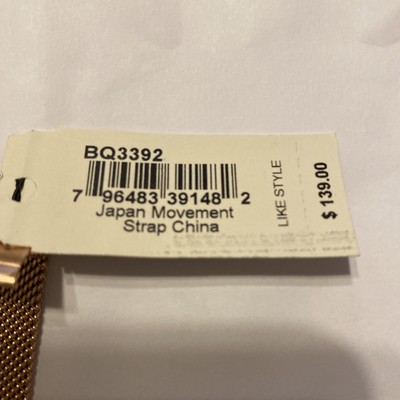 BQ3392
7 96483 39148 2
Japan Movement
Strap China
LIKE STYLE
$ 139.00